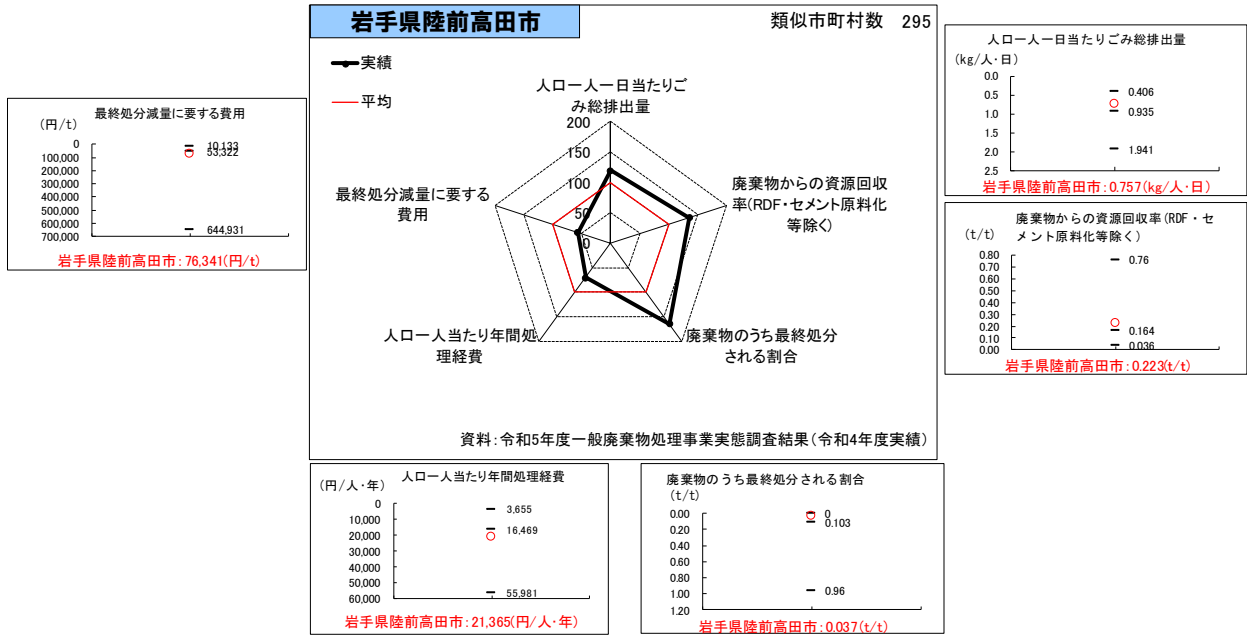 岩手県陸前高田市
類似市町村数 295
実績
平均
人口一人一日当たりご
み総排出量
200
150
100
50
0
廃棄物からの資源回収
率(RDF・セメント原料化
等除く)
廃棄物のうち最終処分
される割合
人口一人当たり年間処
理経費
最終処分減量に要する
費用
資料:令和5年度一般廃棄物処理事業実態調査結果(令和4年度実績)
最終処分減量に要する費用
(円/t)
0
100,000
200,000
300,000
400,000
500,000
600,000
700,000
10,133
53,322
644,931
岩手県陸前高田市:76,341(円/t)
人口一人一日当たりごみ総排出量
(kg/人・日)
0.0
0.5
1.0
1.5
2.0
2.5
0.406
0.935
1.941
岩手県陸前高田市:0.757(kg/人・日)
廃棄物からの資源回収率(RDF・セ
メント原料化等除く)
(t/t)
0.80
0.70
0.60
0.50
0.40
0.30
0.20
0.10
0.00
0.76
0.164
0.036
岩手県陸前高田市:0.223(t/t)
人口一人当たり年間処理経費
(円/人・年)
0
10,000
20,000
30,000
40,000
50,000
60,000
3,655
16,469
55,981
岩手県陸前高田市:21,365(円/人・年)
廃棄物のうち最終処分される割合
(t/t)
0.00
0.20
0.40
0.60
0.80
1.00
1.20
0
0.103
0.96
岩手県陸前高田市:0.037(t/t)